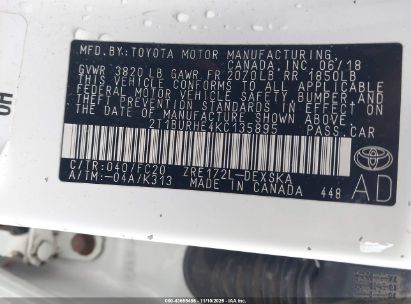 MFD.BY:TOYOTA MOTOR MANUFACTURING
CANADA, INC. 06/18
GVWR 3820LB GAWR FR 2070LB RR 1850LB
THIS VEHICLE CONFORMS TO ALL APPLICABLE
FEDERAL MOTOR VEHICLE SAFETY, BUMPER, AND
THEFT PREVENTION STANDARDS IN EFFECT ON
THE DATE OF MANUFACTURE SHOWN ABOVE.
2T1BURHE4KC135895 PASS.CAR
C/TR:040/FC20 ZRE172L-DEXSKA
A/TM:-04A/K313 MADE IN CANADA 448
TOYOTA
AD